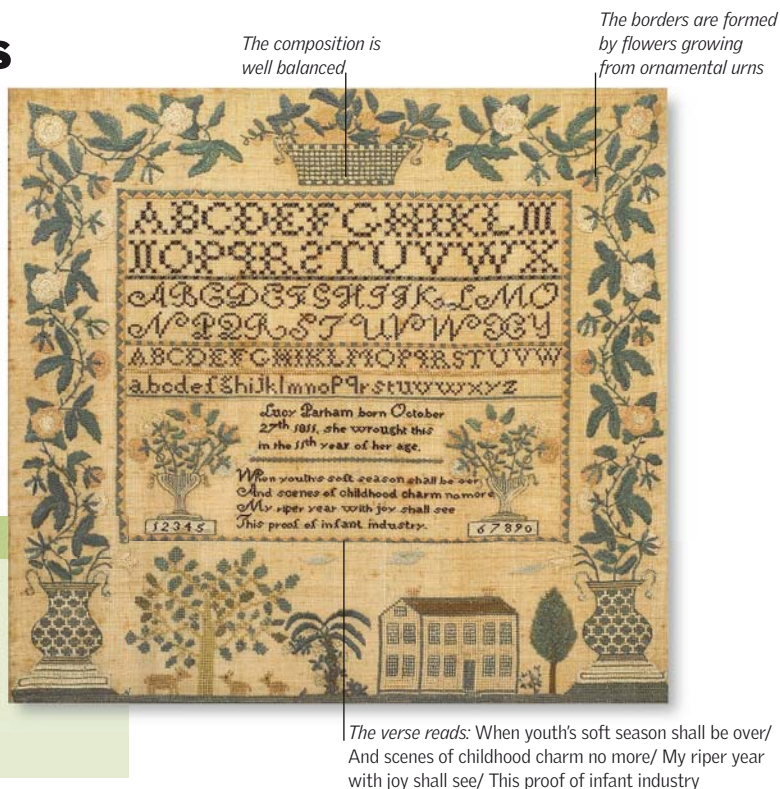 s
The composition is
well balanced
The borders are formed
by flowers growing
from ornamental urns
ABCDEFGHIKLM
NOPQRSTUVWX
ABCDEFGHIJKLMO
NPQRSTUVWXGY
ABCDEFGHIKLMOPQRSTUVW
abcdefghijklmnopqrstuvwxyz
Lucy Parham born October
27th 1811, she wrought this
in the 11th year of her age.
When youth's soft season shall be over
And scenes of childhood charm no more
My riper year with joy shall see
This proof of infant industry.
12345
67890
The verse reads: When youth's soft season shall be over/
And scenes of childhood charm no more/ My riper year
with joy shall see/ This proof of infant industry